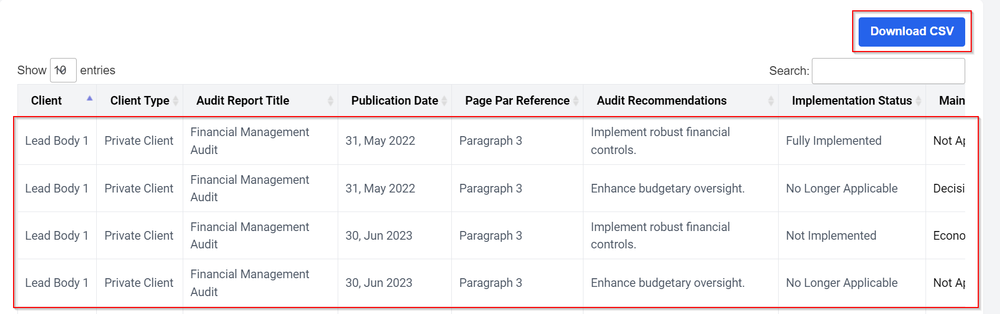 Download CSV
Show 10 entries
Search:
Client Client Type Audit Report Title Publication Date Page Par Reference Audit Recommendations Implementation Status Main
Lead Body 1 Private Client Financial Management Audit 31, May 2022 Paragraph 3 Implement robust financial controls. Fully Implemented Not Ap
Lead Body 1 Private Client Financial Management Audit 31, May 2022 Paragraph 3 Enhance budgetary oversight. No Longer Applicable Decisi
Lead Body 1 Private Client Financial Management Audit 30, Jun 2023 Paragraph 3 Implement robust financial controls. Not Implemented Econo
Lead Body 1 Private Client Financial Management Audit 30, Jun 2023 Paragraph 3 Enhance budgetary oversight. No Longer Applicable Not Ap